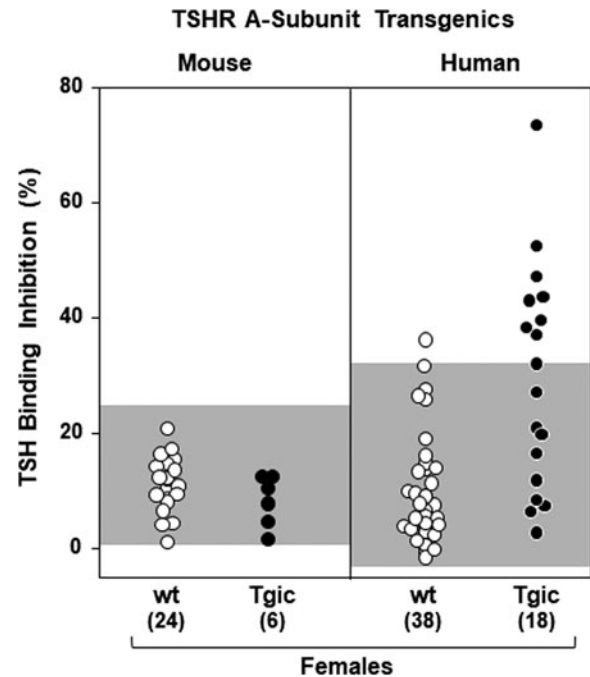 TSHR A-Subunit Transgenics
Mouse Human
TSH Binding Inhibition (%)
80
60
40
20
0
wt Tgic wt Tgic
(24) (6) (38) (18)
Females